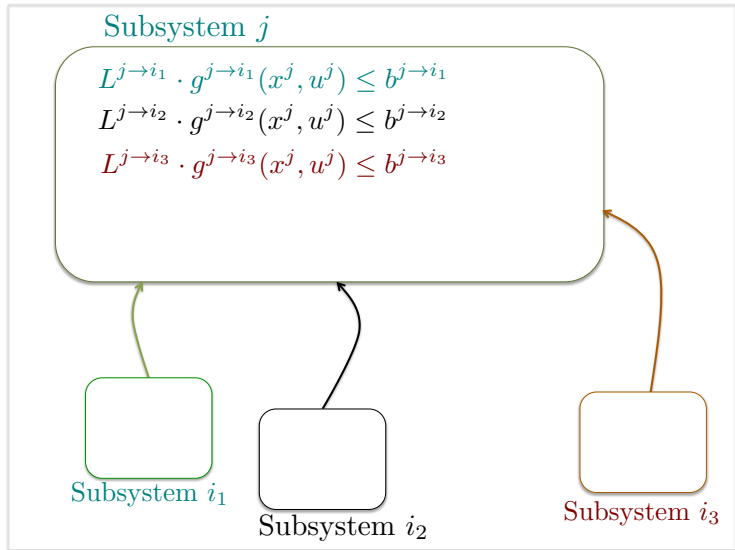 Subsystem j
L^{j→i_1} · g^{j→i_1}(x^j, u^j) ≤ b^{j→i_1}
L^{j→i_2} · g^{j→i_2}(x^j, u^j) ≤ b^{j→i_2}
L^{j→i_3} · g^{j→i_3}(x^j, u^j) ≤ b^{j→i_3}
Subsystem i_1
Subsystem i_2
Subsystem i_3